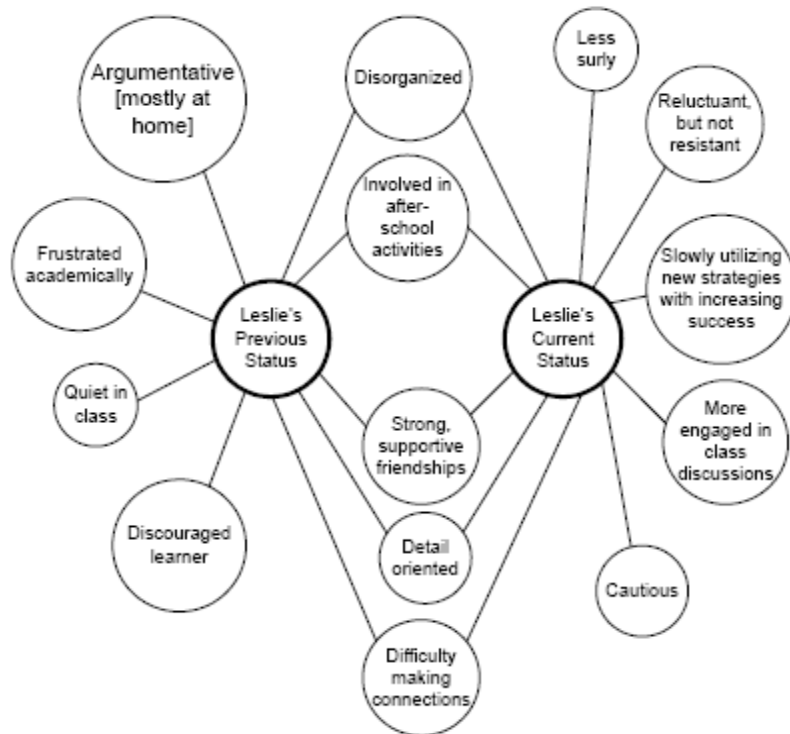 Argumentative
[mostly at
home]
Disorganized
Less
surly
Reluctant,
but not
resistant
Involved in
after-
school
activities
Frustrated
academically
Slowly utilizing
new strategies
with increasing
success
Leslie's
Previous
Status
Leslie's
Current
Status
Quiet in
class
Strong,
supportive
friendships
More
engaged in
class
discussions
Discouraged
learner
Detail
oriented
Cautious
Difficulty
making
connections